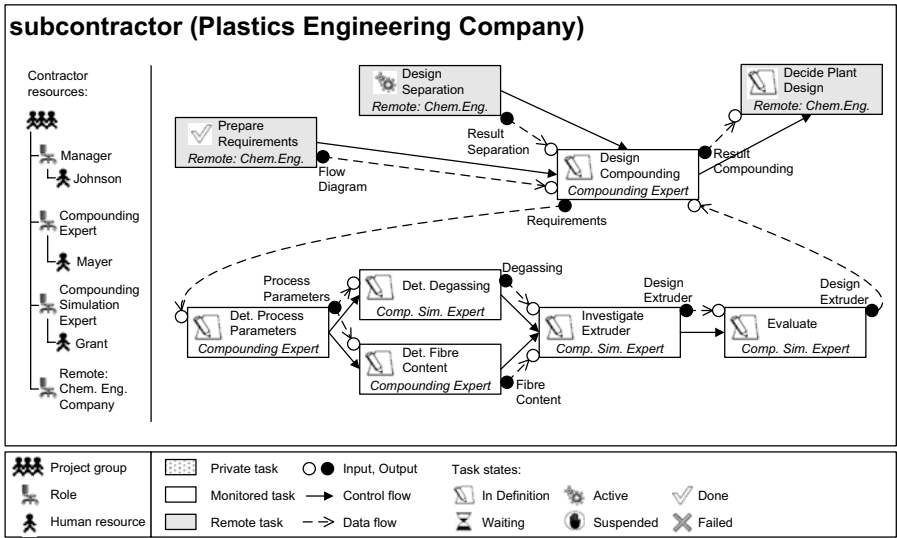 subcontractor (Plastics Engineering Company)
Contractor
resources:
Manager
Johnson
Compounding
Expert
Mayer
Compounding
Simulation
Expert
Grant
Remote:
Chem. Eng.
Company
Prepare
Requirements
Remote: Chem.Eng.
Flow
Diagram
Design
Separation
Remote: Chem.Eng.
Result
Separation
Design
Compounding
Compounding Expert
Requirements
Decide Plant
Design
Remote: Chem.Eng.
Result
Compounding
Det. Process
Parameters
Compounding Expert
Process
Parameters
Det. Degassing
Comp. Sim. Expert
Degassing
Det. Fibre
Content
Compounding Expert
Fibre
Content
Investigate
Extruder
Comp. Sim. Expert
Design
Extruder
Evaluate
Comp. Sim. Expert
Design
Extruder
Project group
Role
Human resource
Private task
Monitored task
Remote task
Input, Output
Control flow
Data flow
Task states:
In Definition
Active
Done
Waiting
Suspended
Failed